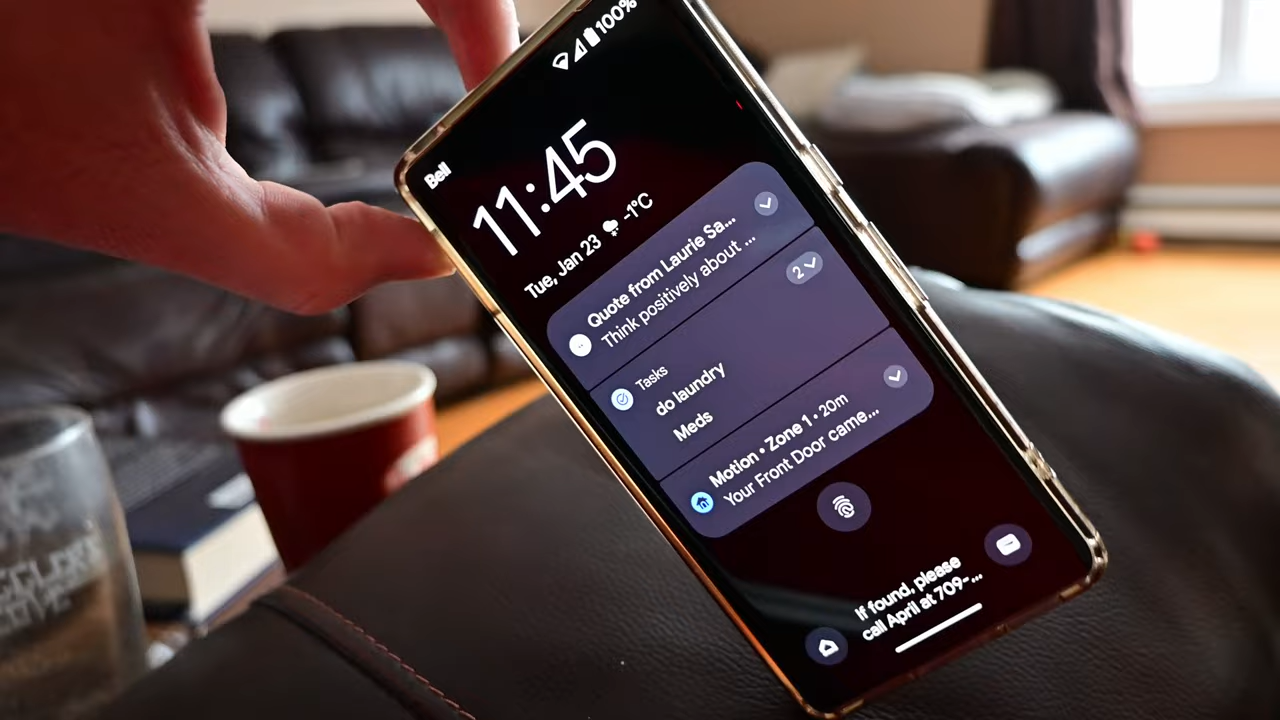 100%
Bell
11:45
Tue, Jan 23 -1°C
Quote from Laurie Sa...
Think positively about ...
2
Tasks
do laundry
Meds
Motion • Zone 1 • 20m
Your Front Door came...
If found, please
call April at 709-...